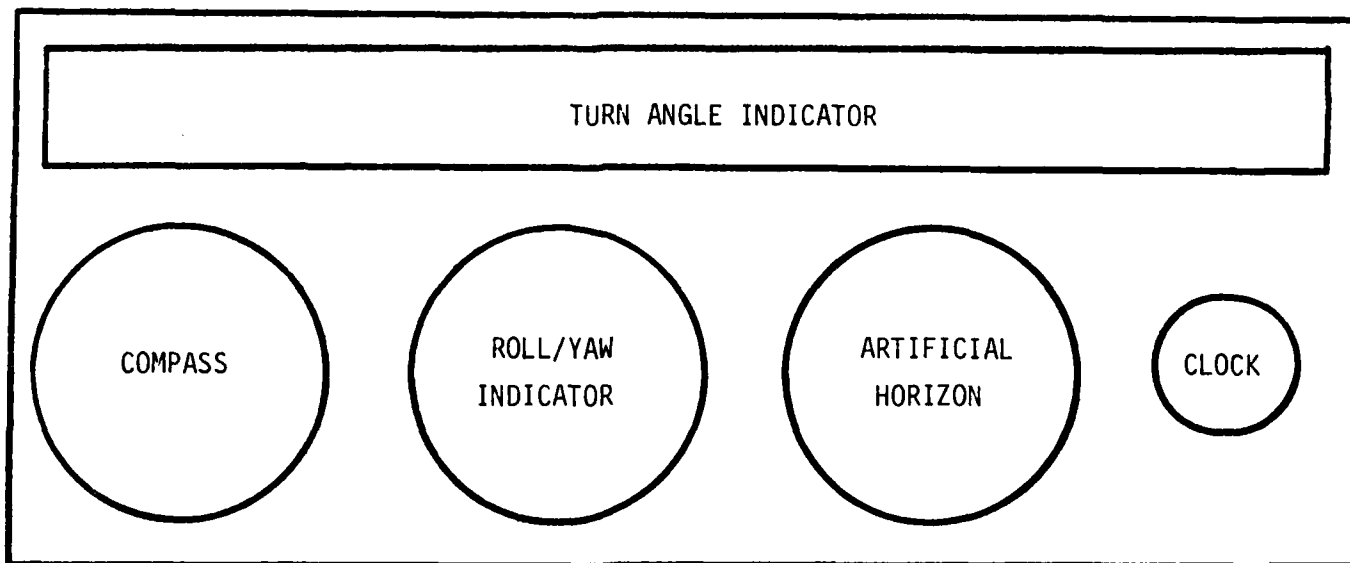 TURN ANGLE INDICATOR
COMPASS
ROLL/YAW
INDICATOR
ARTIFICIAL
HORIZON
CLOCK